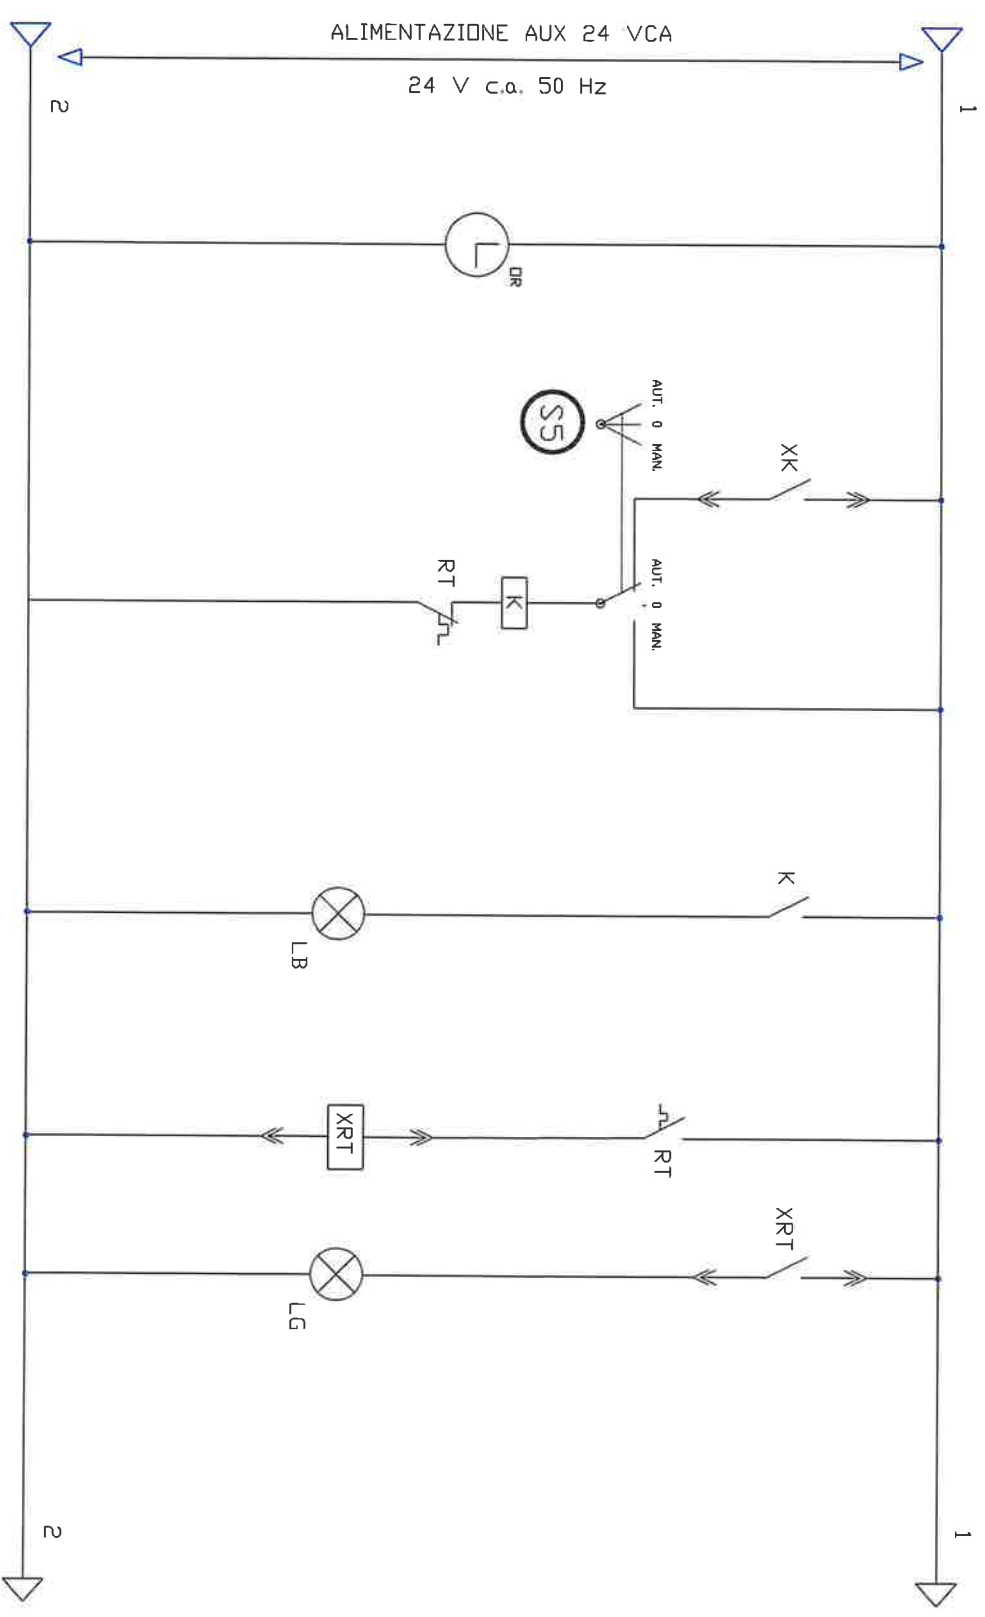 ALIMENTAZIONE AUX 24 VCA
24 V c.a. 50 Hz
2
1
OR
AUT. 0 MAN.
S5
XK
AUT. 0 MAN.
RT
K
K
LB
XRT
RT
XRT
LG
2
1